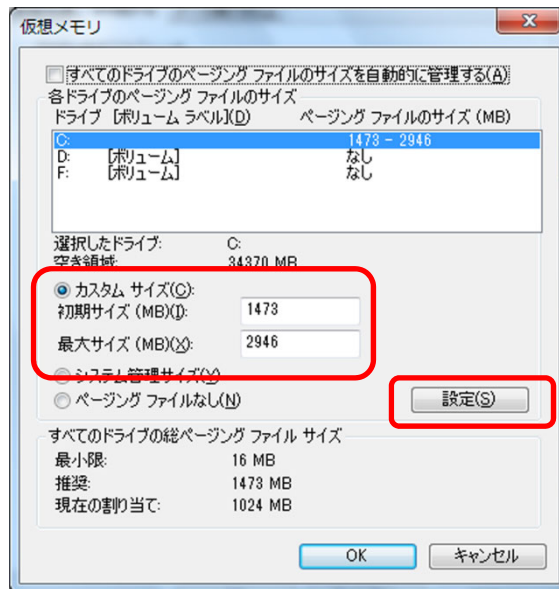 仮想メモリ
すべてのドライブのページング ファイルのサイズを自動的に管理する(A)
各ドライブのページング ファイルのサイズ
ドライブ [ボリューム ラベル](D) ページング ファイルのサイズ (MB)
C: 1473 - 2946
D: [ボリューム] なし
F: [ボリューム] なし
選択したドライブ: C:
空き領域: 34370 MB
カスタム サイズ(C):
初期サイズ (MB)(I): 1473
最大サイズ (MB)(X): 2946
システム管理サイズ(Y)
ページング ファイルなし(N) 設定(S)
すべてのドライブの総ページング ファイル サイズ
最小限: 16 MB
推奨: 1473 MB
現在の割り当て: 1024 MB
OK キャンセル